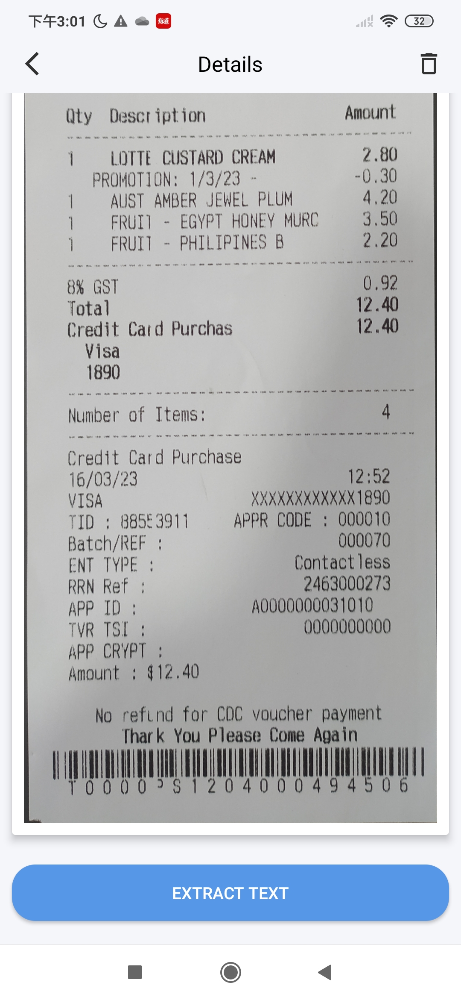 下午3:01 有道 32
Details
Qty Description Amount
1 LOTTE CUSTARD CREAM 2.80
PROMOTION: 1/3/23 - -0.30
1 AUST AMBER JEWEL PLUM 4.20
1 FRUIT - EGYPT HONEY MURC 3.50
1 FRUIT - PHILIPINES B 2.20
8% GST 0.92
Total 12.40
Credit Card Purchas 12.40
Visa
1890
Number of Items: 4
Credit Card Purchase
16/03/23 12:52
VISA XXXXXXXXXXXX1890
TID : 88553911 APPR CODE : 000010
Batch/REF : 000070
ENT TYPE : Contactless
RRN Ref : 2463000273
APP ID : A0000000031010
TVR TSI : 0000000000
APP CRYPT :
Amount : $12.40
No refund for CDC voucher payment
Thank You Please Come Again
EXTRACT TEXT